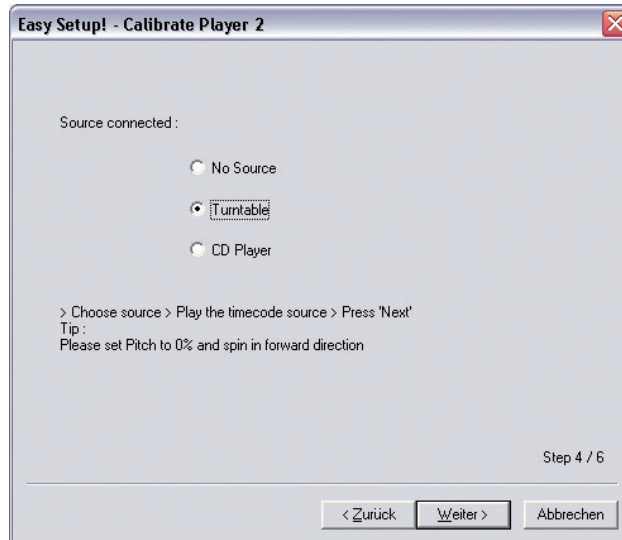 Easy Setup! - Calibrate Player 2
Source connected :
No Source
Turntable
CD Player
> Choose source > Play the timecode source > Press 'Next'
Tip :
Please set Pitch to 0% and spin in forward direction
Step 4 / 6
< Zurück Weiter > Abbrechen